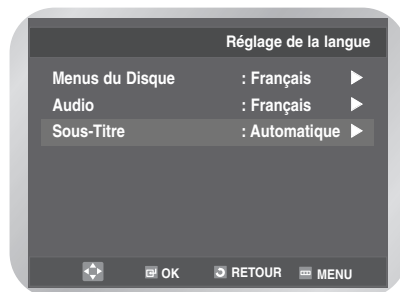 Réglage de la langue
Menus du Disque : Français
Audio : Français
Sous-Titre : Automatique
OK RETOUR MENU